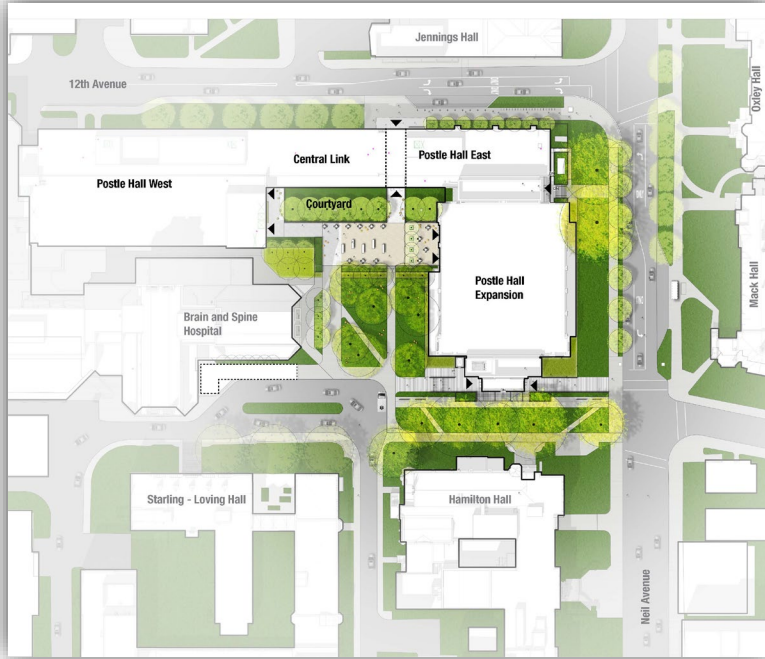 Jennings Hall
12th Avenue
Oxley Hall
Central Link
Postle Hall East
Postle Hall West
Courtyard
Postle Hall
Expansion
Mack Hall
Brain and Spine
Hospital
Starling - Loving Hall
Hamilton Hall
Neil Avenue